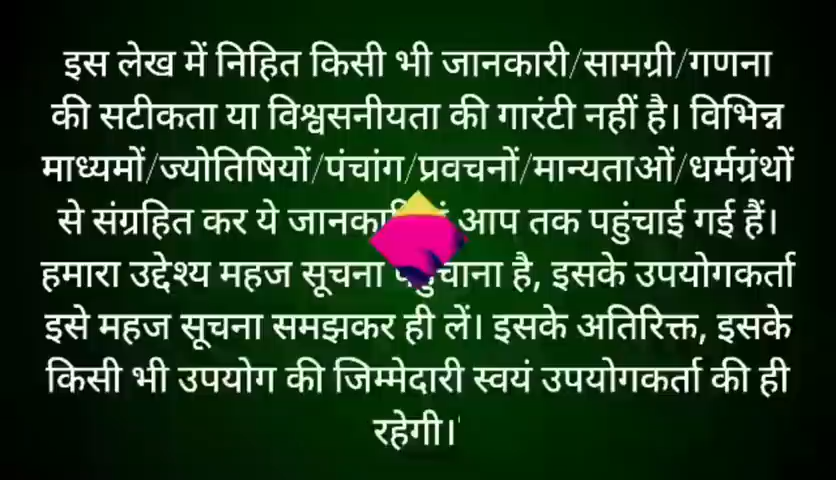 इस लेख में निहित किसी भी जानकारी/सामग्री/गणना
की सटीकता या विश्वसनीयता की गारंटी नहीं है। विभिन्न
माध्यमों/ज्योतिषियों/पंचांग/प्रवचनों/मान्यताओं/धर्मग्रंथों
से संग्रहित कर ये आप तक पहुंचाई गई हैं।
हमारा उद्देश्य महज सूचना है, इसके उपयोगकर्ता
इसे महज सूचना समझकर ही लें। इसके अतिरिक्त, इसके
किसी भी उपयोग की जिम्मेदारी स्वयं उपयोगकर्ता की ही
रहेगी।'